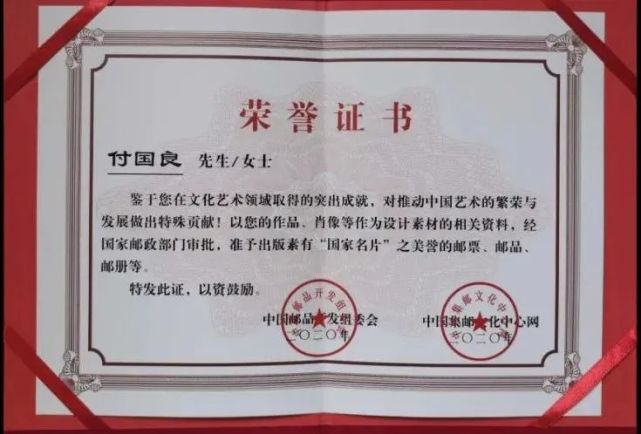 荣誉证书
付国良 先生/女士
鉴于您在文化艺术领域取得的突出成就，对推动中国艺术的繁荣与
发展做出特殊贡献！以您的作品、肖像等作为设计素材的相关资料，经
国家邮政部门审批，准予出版素有“国家名片”之美誉的邮票、邮品、
邮册等。
特发此证，以资鼓励。
中国邮品开发组委会 中国集邮文化中心网
二〇二〇年 二〇二〇年